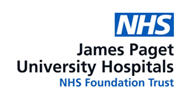 NHS
James Paget
University Hospitals
NHS Foundation Trust